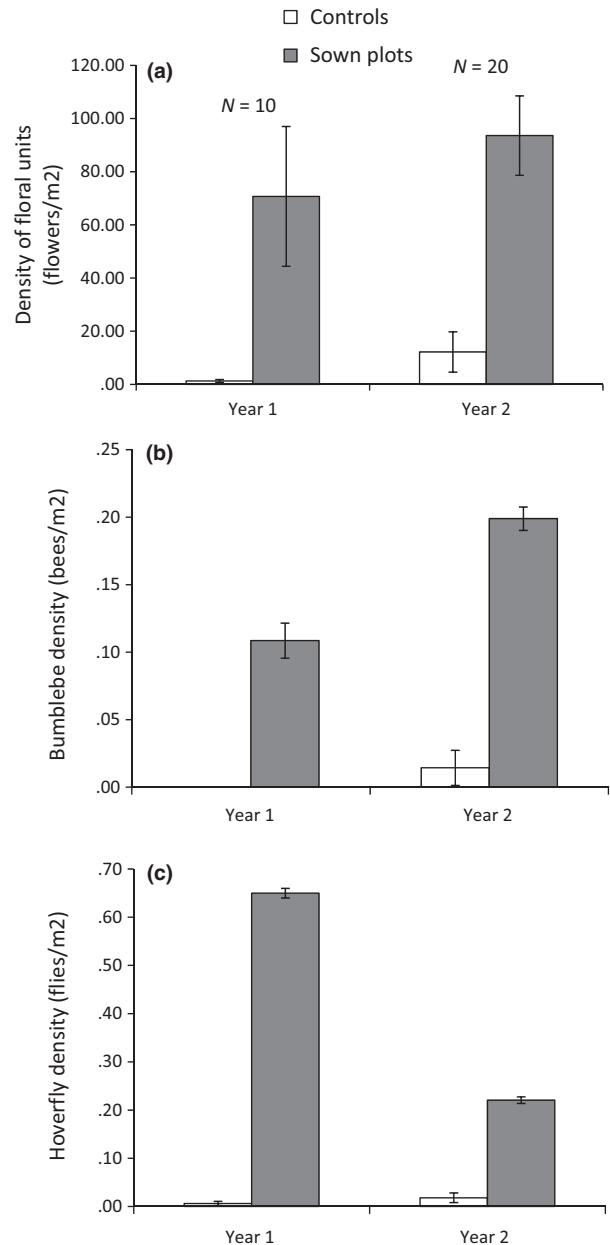 Controls
Sown plots
(a)
N = 10
N = 20
Density of floral units
(flowers/m2)
120.00
100.00
80.00
60.00
40.00
20.00
.00
Year 1
Year 2
(b)
Bumblebe density (bees/m2)
.25
.20
.15
.10
.05
.00
Year 1
Year 2
(c)
Hoverfly density (flies/m2)
.70
.60
.50
.40
.30
.20
.10
.00
Year 1
Year 2